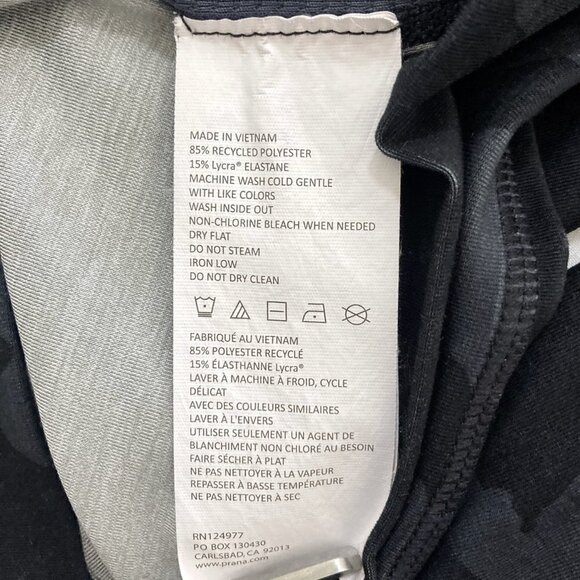 MADE IN VIETNAM
85% RECYCLED POLYESTER
15% Lycra® ELASTANE
MACHINE WASH COLD GENTLE
WITH LIKE COLORS
WASH INSIDE OUT
NON-CHLORINE BLEACH WHEN NEEDED
DRY FLAT
DO NOT STEAM
IRON LOW
DO NOT DRY CLEAN
FABRIQUÉ AU VIETNAM
85% POLYESTER RECYCLÉ
15% ÉLASTHANNE Lycra®
LAVER À MACHINE À FROID, CYCLE
DÉLICAT
AVEC DES COULEURS SIMILAIRES
LAVER À L'ENVERS
UTILISER SEULEMENT UN AGENT DE
BLANCHIMENT NON CHLORÉ AU BESOIN
FAIRE SÉCHER À PLAT
NE PAS NETTOYER À LA VAPEUR
REPASSER À BASSE TEMPÉRATURE
NE PAS NETTOYER À SEC
RN124977
PO BOX 130430
CARLSBAD, CA 92013
www.prana.com